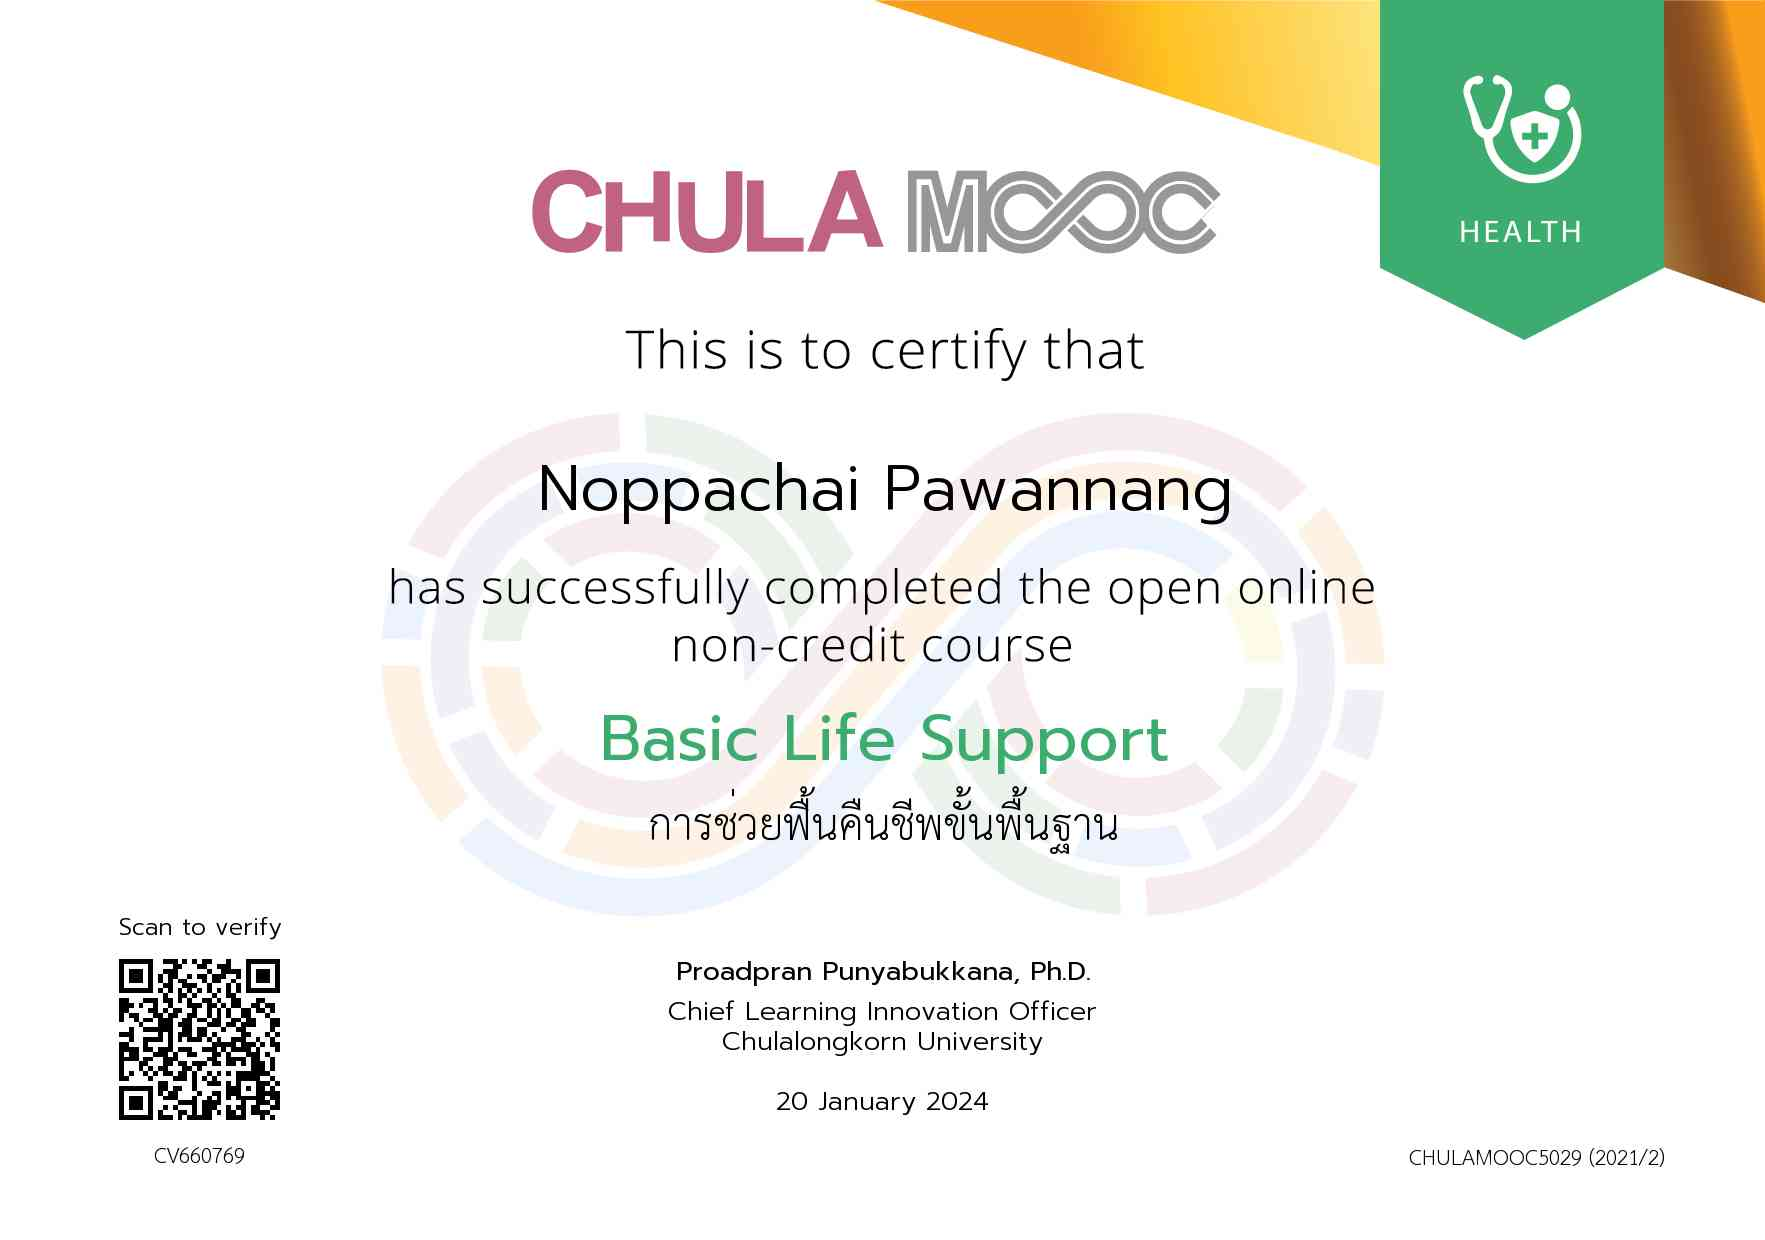 HEALTH
CHULA MOOC
This is to certify that
Noppachai Pawannang
has successfully completed the open online
non-credit course
Basic Life Support
การช่วยฟื้นคืนชีพขั้นพื้นฐาน
Scan to verify
CV660769
Proadpran Punyabukkana, Ph.D.
Chief Learning Innovation Officer
Chulalongkorn University
20 January 2024
CHULAMOOC5029 (2021/2)